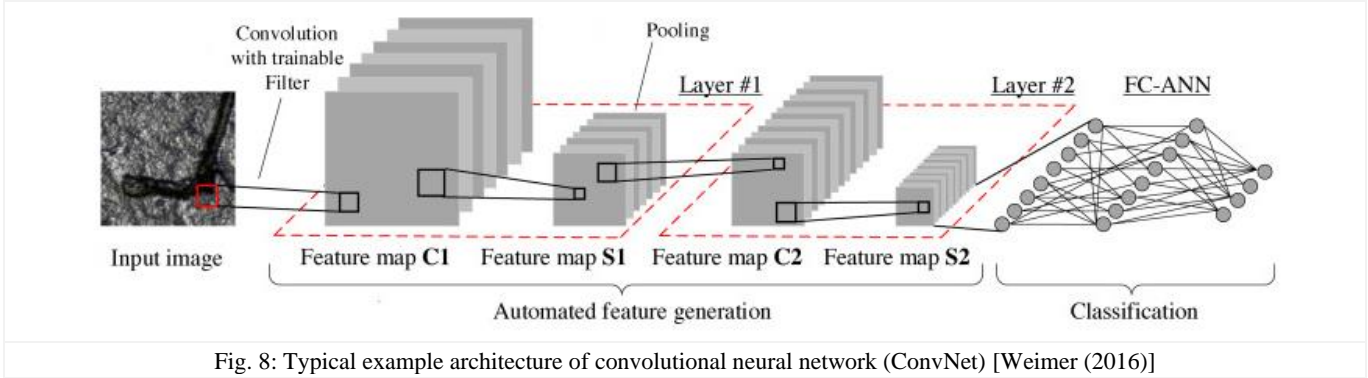 Convolution
with trainable
Filter
Pooling
Layer #1
Layer #2
FC-ANN
Input image
Feature map C1
Feature map S1
Feature map C2
Feature map S2
Automated feature generation
Classification
Fig. 8: Typical example architecture of convolutional neural network (ConvNet) [Weimer (2016)]